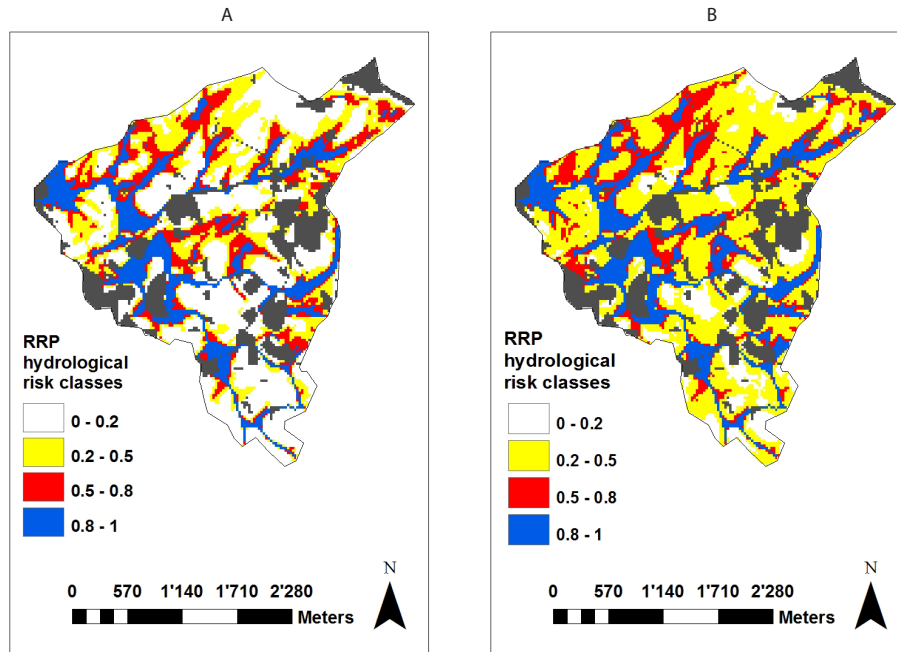 A
RRP
hydrological
risk classes
0 - 0.2
0.2 - 0.5
0.5 - 0.8
0.8 - 1
N
0 570 1'140 1'710 2'280
Meters
B
RRP
hydrological
risk classes
0 - 0.2
0.2 - 0.5
0.5 - 0.8
0.8 - 1
N
0 570 1'140 1'710 2'280
Meters